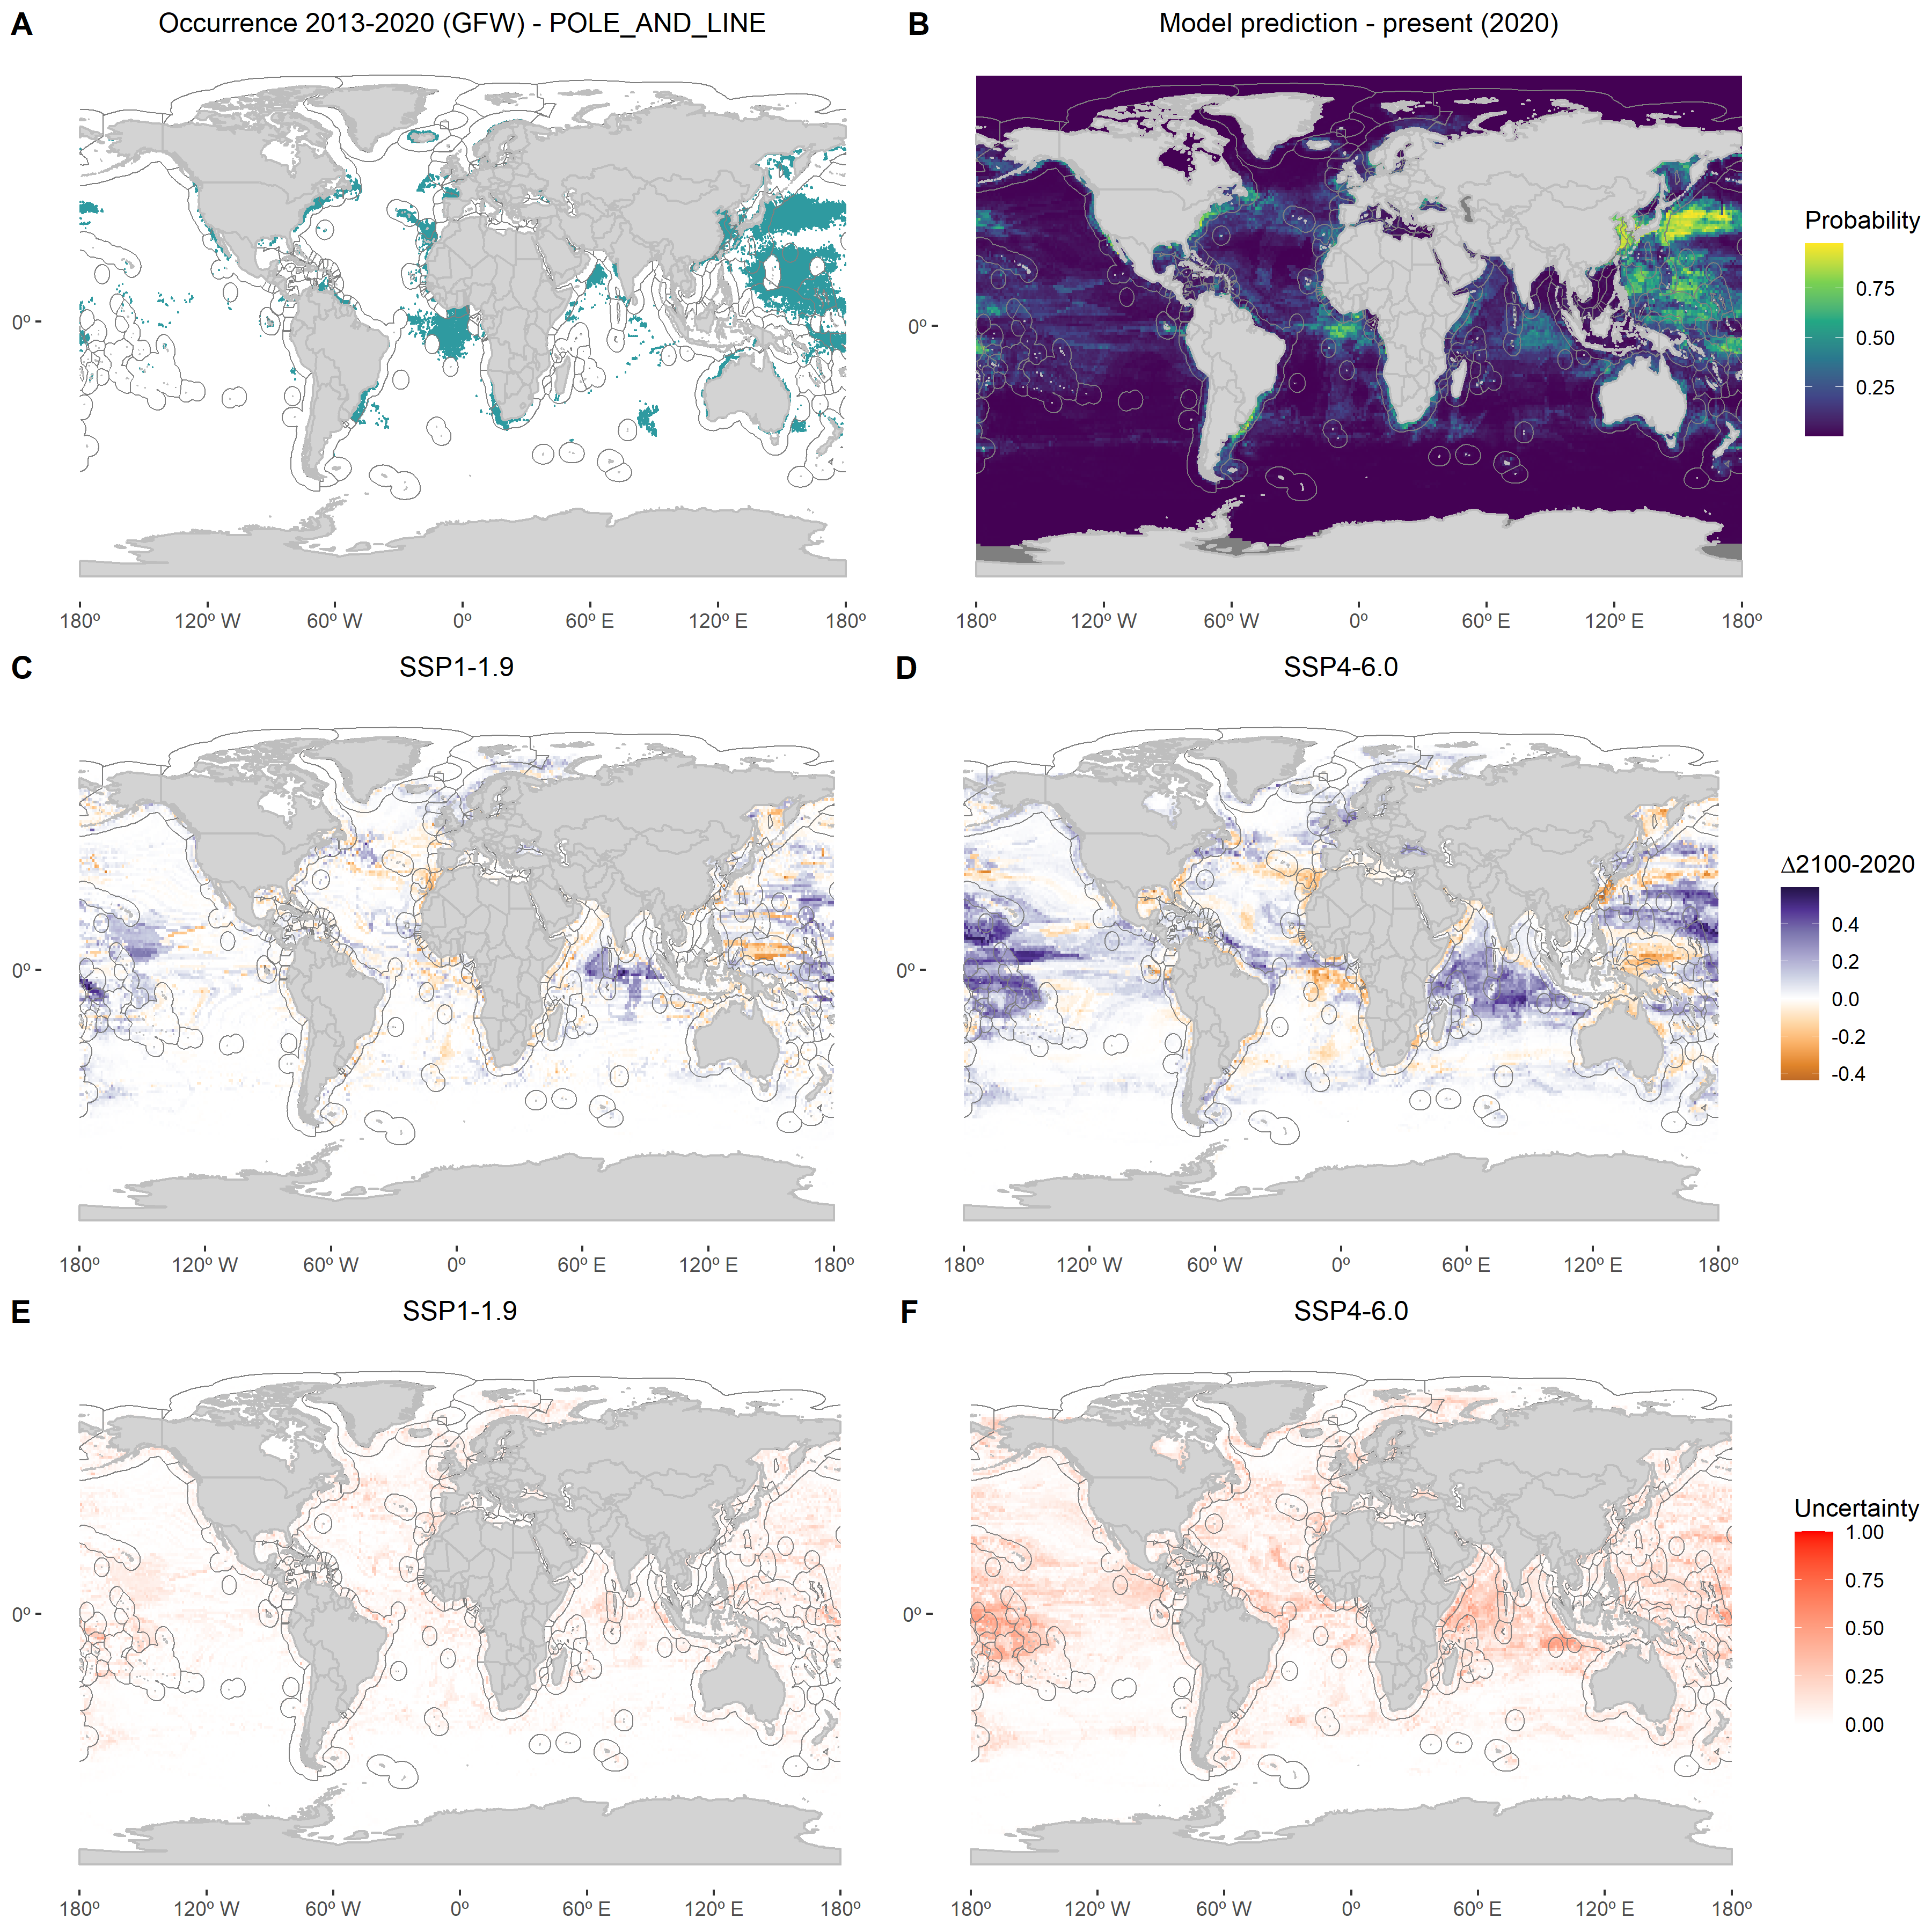 A Occurrence 2013-2020 (GFW) - POLE_AND_LINE
0º
180º 120º W 60º W 0º 60º E 120º E 180º
B Model prediction - present (2020)
0º
180º 120º W 60º W 0º 60º E 120º E 180º
Probability
0.75
0.50
0.25
C SSP1-1.9
0º
180º 120º W 60º W 0º 60º E 120º E 180º
D SSP4-6.0
0º
180º 120º W 60º W 0º 60º E 120º E 180º
Δ2100-2020
0.4
0.2
0.0
-0.2
-0.4
E SSP1-1.9
0º
180º 120º W 60º W 0º 60º E 120º E 180º
F SSP4-6.0
0º
180º 120º W 60º W 0º 60º E 120º E 180º
Uncertainty
1.00
0.75
0.50
0.25
0.00